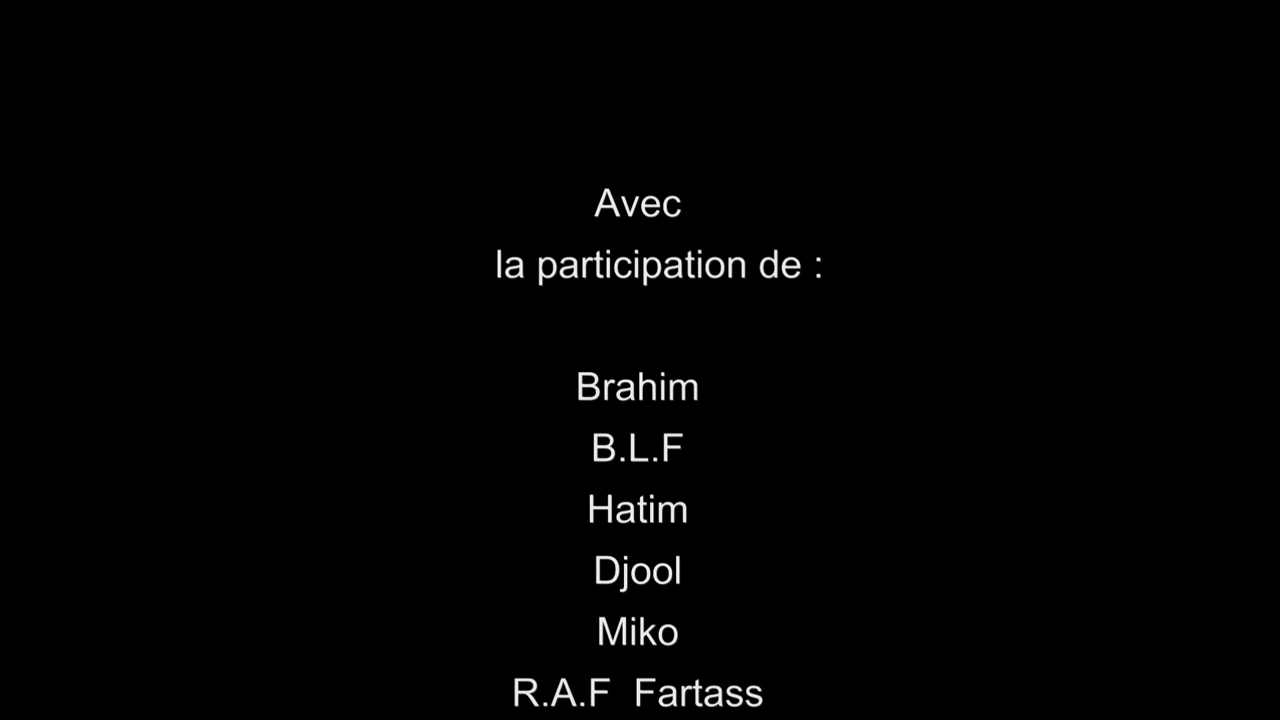 Avec
la participation de :
Brahim
B.L.F
Hatim
Djool
Miko
R.A.F  Fartass